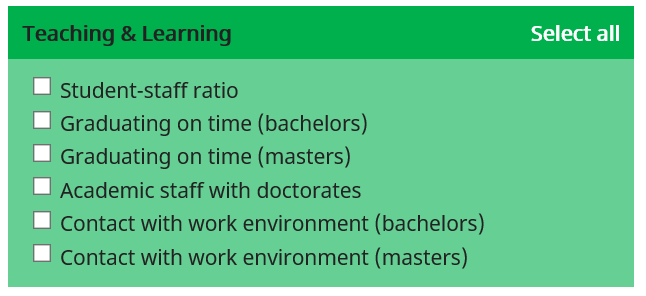 Teaching & Learning Select all
Student-staff ratio
Graduating on time (bachelors)
Graduating on time (masters)
Academic staff with doctorates
Contact with work environment (bachelors)
Contact with work environment (masters)